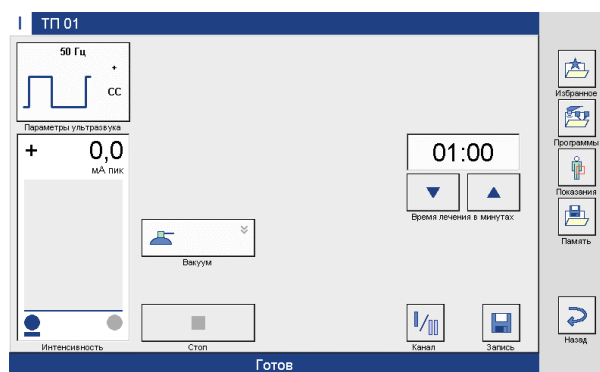 I ТП 01
50 Гц
+
CC
Параметры ультразвука
+ 0,0
мА пик
Интенсивность
Вакуум
Стоп
01:00
Время лечения в минутах
Канал
Запись
Избранное
Программы
Показания
Память
Назад
Готов